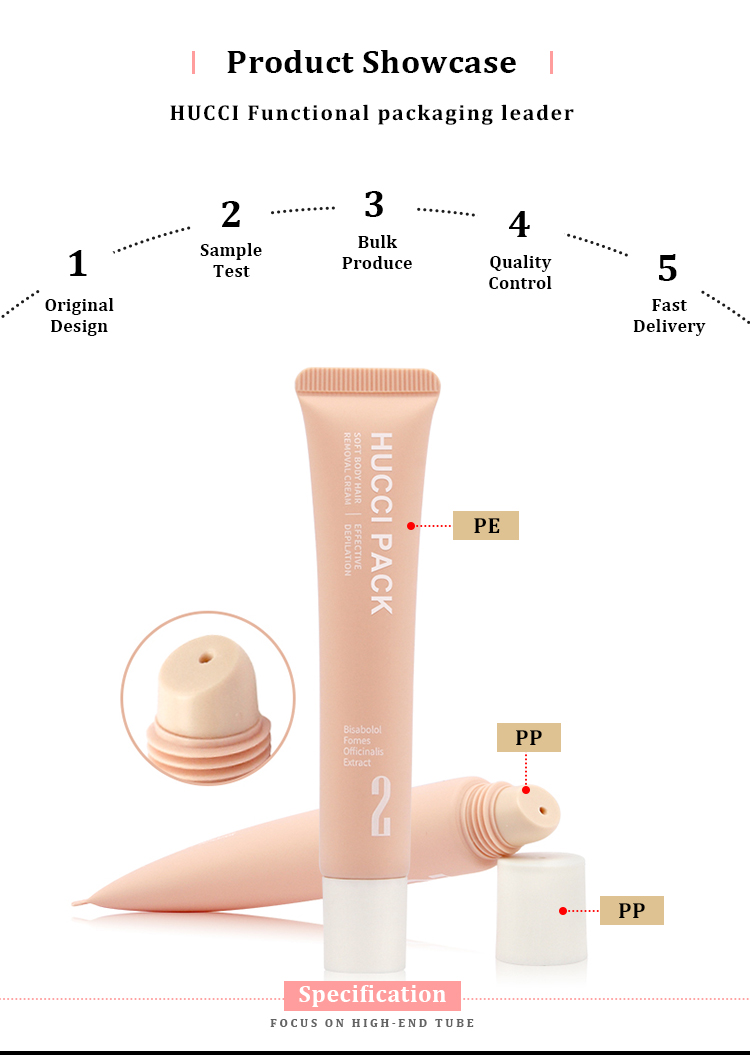 Product Showcase
HUCCI Functional packaging leader
1
Original
Design
2
Sample
Test
3
Bulk
Produce
4
Quality
Control
5
Fast
Delivery
HUCCI PACK
SOFT BODY HAIR
REMOVAL CREAM
EFFECTIVE
DEPILATION
PE
Bisabolol
Fomes
Officinalis
Extract
2
PP
PP
Specification
FOCUS ON HIGH-END TUBE